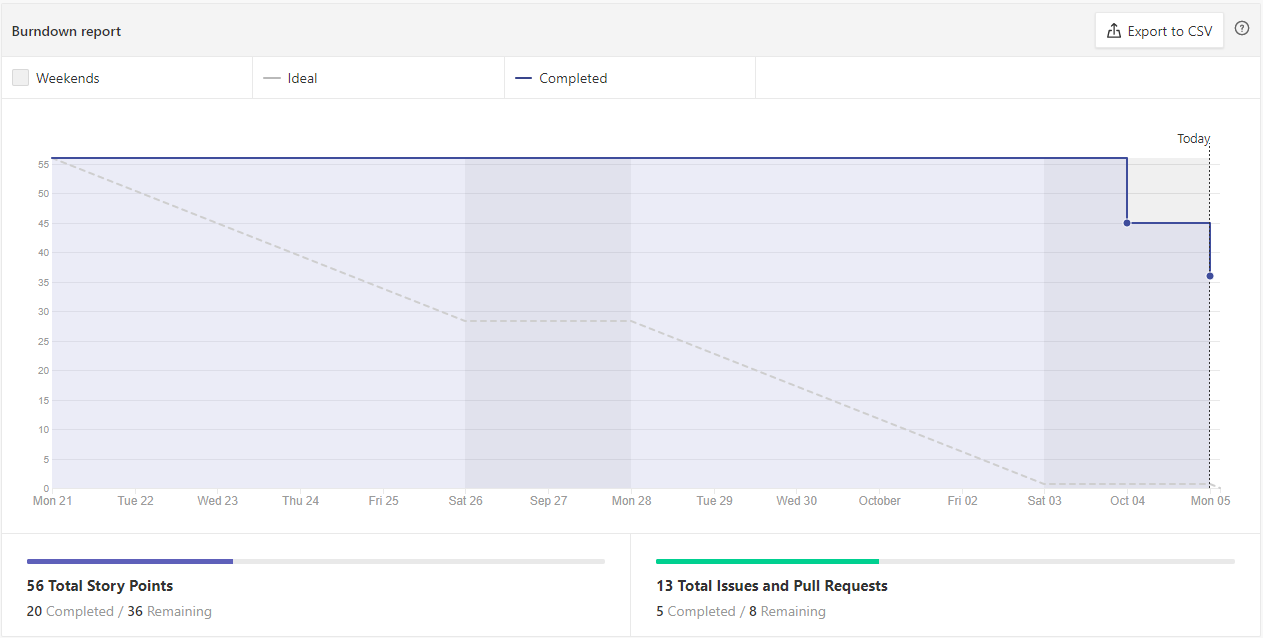 Burndown report
Export to CSV
?
Weekends
Ideal
Completed
Today
55
50
45
40
35
30
25
20
15
10
5
0
Mon 21 Tue 22 Wed 23 Thu 24 Fri 25 Sat 26 Sep 27 Mon 28 Tue 29 Wed 30 October Fri 02 Sat 03 Oct 04 Mon 05
56 Total Story Points
20 Completed / 36 Remaining
13 Total Issues and Pull Requests
5 Completed / 8 Remaining